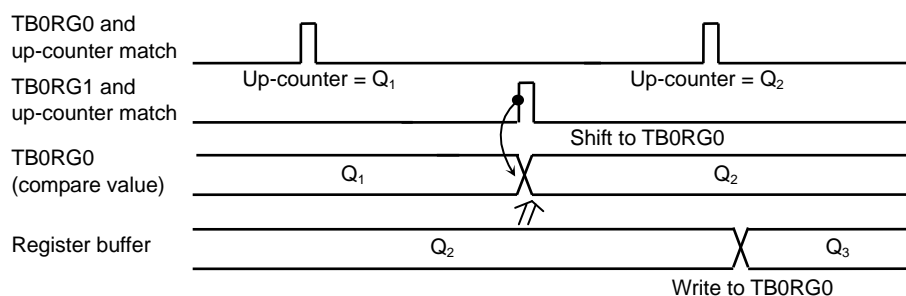 TB0RG0 and
up-counter match
Up-counter = Q₁
Up-counter = Q₂
TB0RG1 and
up-counter match
Shift to TB0RG0
TB0RG0
(compare value)
Q₁
Q₂
Register buffer
Q₂
Q₃
Write to TB0RG0